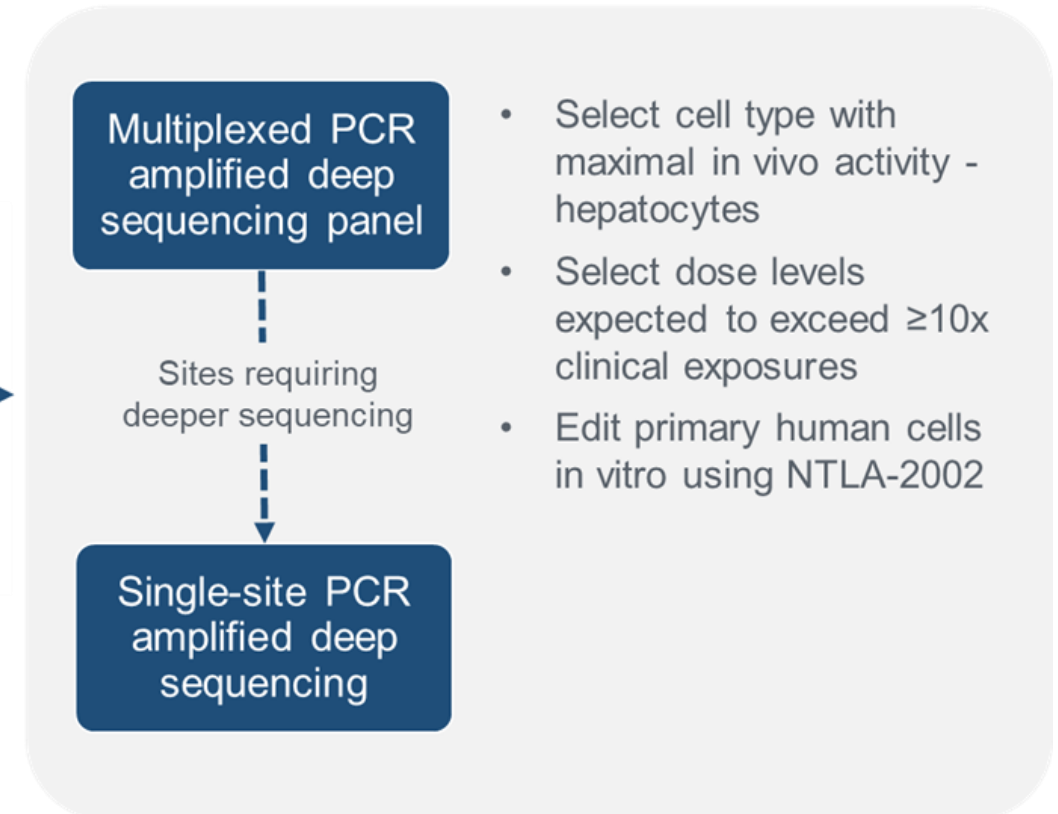 Multiplexed PCR
amplified deep
sequencing panel
Sites requiring
deeper sequencing
Single-site PCR
amplified deep
sequencing
• Select cell type with
maximal in vivo activity -
hepatocytes
• Select dose levels
expected to exceed ≥10x
clinical exposures
• Edit primary human cells
in vitro using NTLA-2002